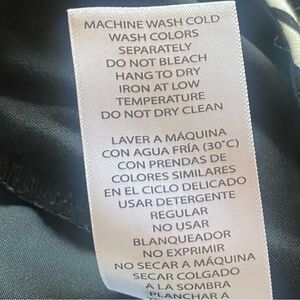 MACHINE WASH COLD
WASH COLORS
SEPARATELY
DO NOT BLEACH
HANG TO DRY
IRON AT LOW
TEMPERATURE
DO NOT DRY CLEAN
LAVER A MÁQUINA
CON AGUA FRÍA (30°C)
CON PRENDAS DE
COLORES SIMILARES
EN EL CICLO DELICADO
USAR DETERGENTE
REGULAR
NO USAR
BLANQUEADOR
NO EXPRIMIR
NO SECAR A MÁQUINA
SECAR COLGADO
A LA SOMBRA
PLANCHAR A